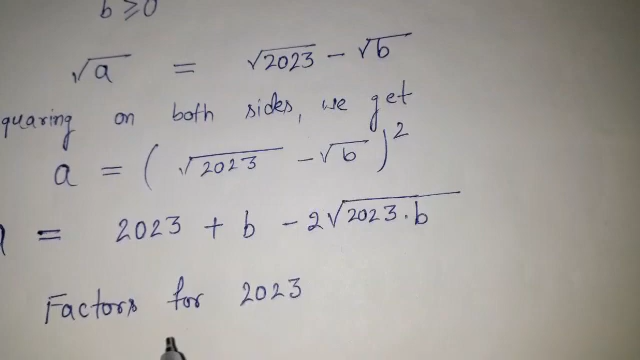 b ≥ 0
√a = √2023 - √b
quaring on both sides, we get
a = ( √2023 - √b )²
= 2023 + b - 2√2023.b
Factors for 2023